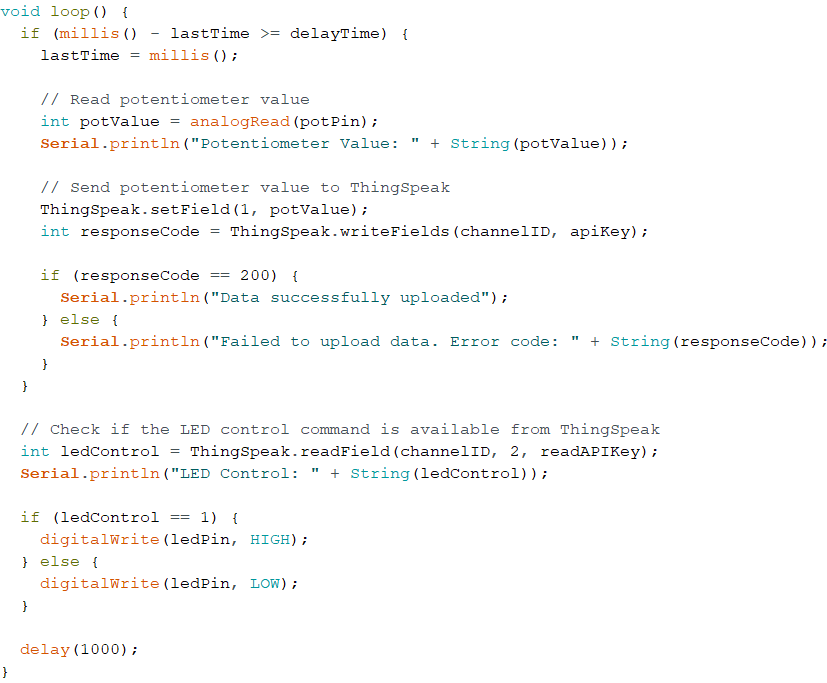 void loop() {
  if (millis() - lastTime >= delayTime) {
    lastTime = millis();

    // Read potentiometer value
    int potValue = analogRead(potPin);
    Serial.println("Potentiometer Value: " + String(potValue));

    // Send potentiometer value to ThingSpeak
    ThingSpeak.setField(1, potValue);
    int responseCode = ThingSpeak.writeFields(channelID, apiKey);

    if (responseCode == 200) {
      Serial.println("Data successfully uploaded");
    } else {
      Serial.println("Failed to upload data. Error code: " + String(responseCode));
    }
  }

  // Check if the LED control command is available from ThingSpeak
  int ledControl = ThingSpeak.readField(channelID, 2, readAPIKey);
  Serial.println("LED Control: " + String(ledControl));

  if (ledControl == 1) {
    digitalWrite(ledPin, HIGH);
  } else {
    digitalWrite(ledPin, LOW);
  }

  delay(1000);
}